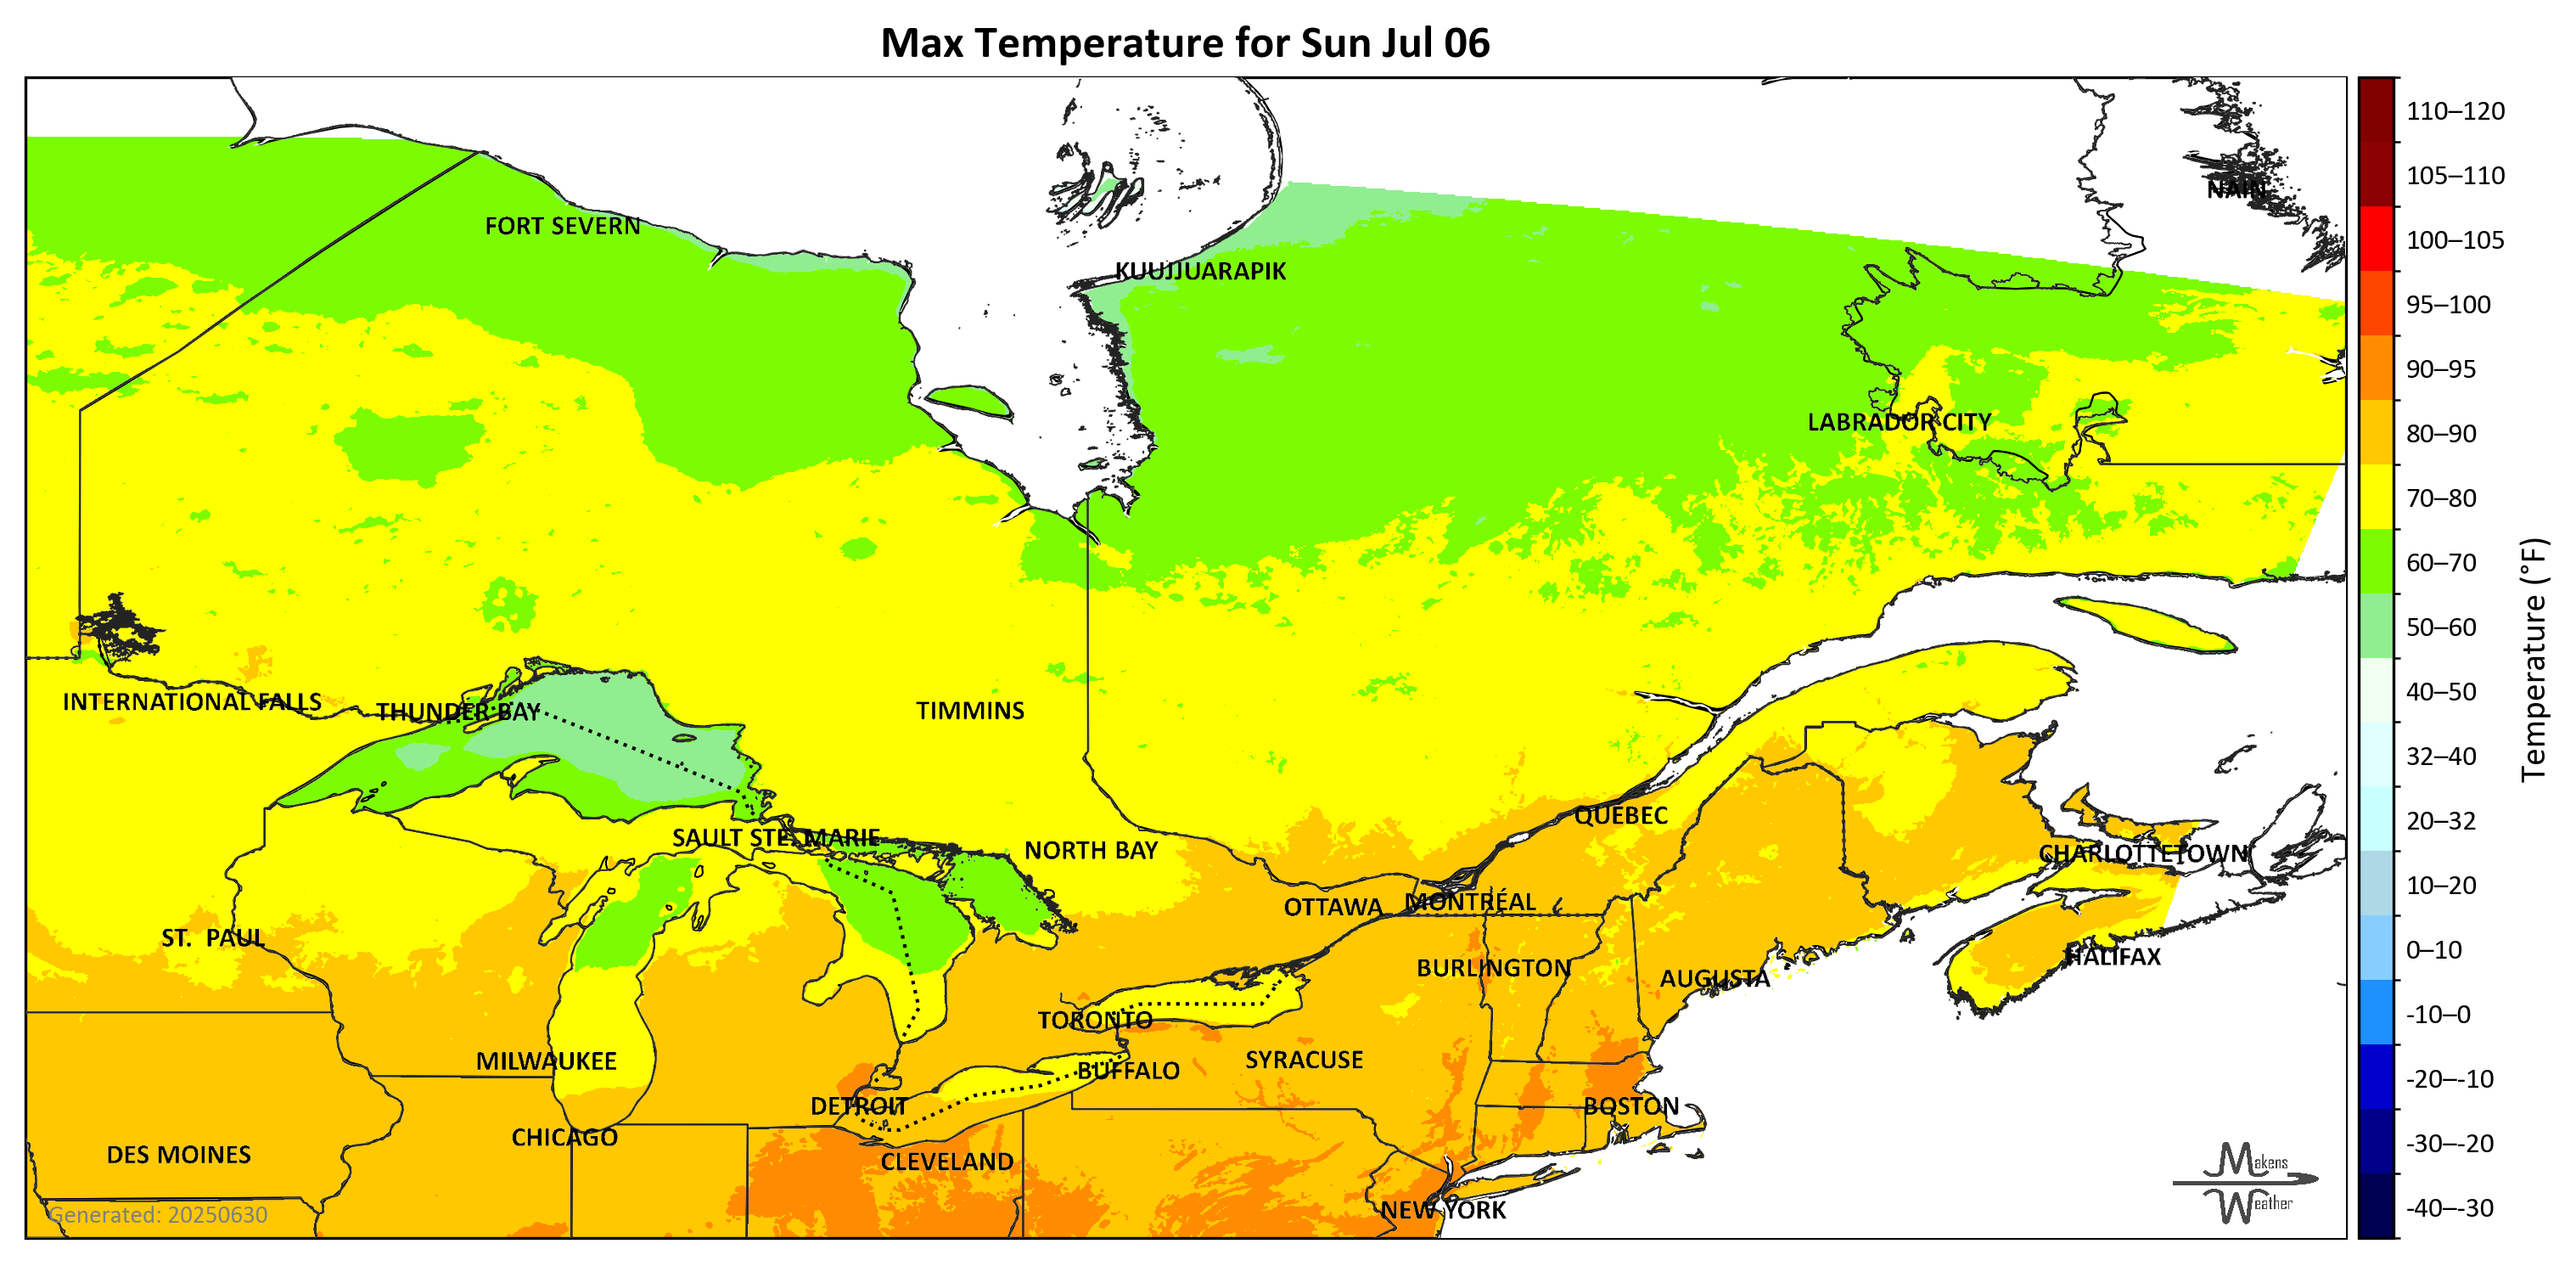 Max Temperature for Sun Jul 06
110–120
105–110
NAIN
FORT SEVERN
100–105
KUUJJUARAPIK
95–100
90–95
LABRADOR CITY
80–90
70–80
60–70
50–60
Temperature (°F)
40–50
INTERNATIONAL FALLS
THUNDER BAY
TIMMINS
32–40
QUÉBEC
20–32
SAULT STE. MARIE
NORTH BAY
CHARLOTTETOWN
10–20
OTTAWA
MONTRÉAL
ST. PAUL
0–10
HALIFAX
BURLINGTON
AUGUSTA
-10–0
TORONTO
MILWAUKEE
SYRACUSE
BUFFALO
-20–-10
DETROIT
BOSTON
CHICAGO
-30–-20
DES MOINES
CLEVELAND
Makens
Weather
NEW YORK
-40–-30
Generated: 20250630